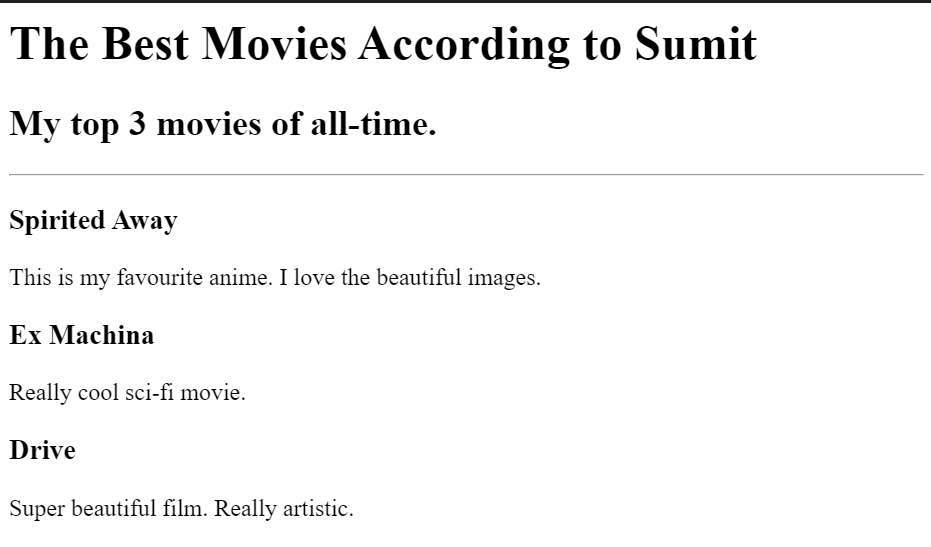 The Best Movies According to Sumit
My top 3 movies of all-time.
Spirited Away
This is my favourite anime. I love the beautiful images.
Ex Machina
Really cool sci-fi movie.
Drive
Super beautiful film. Really artistic.